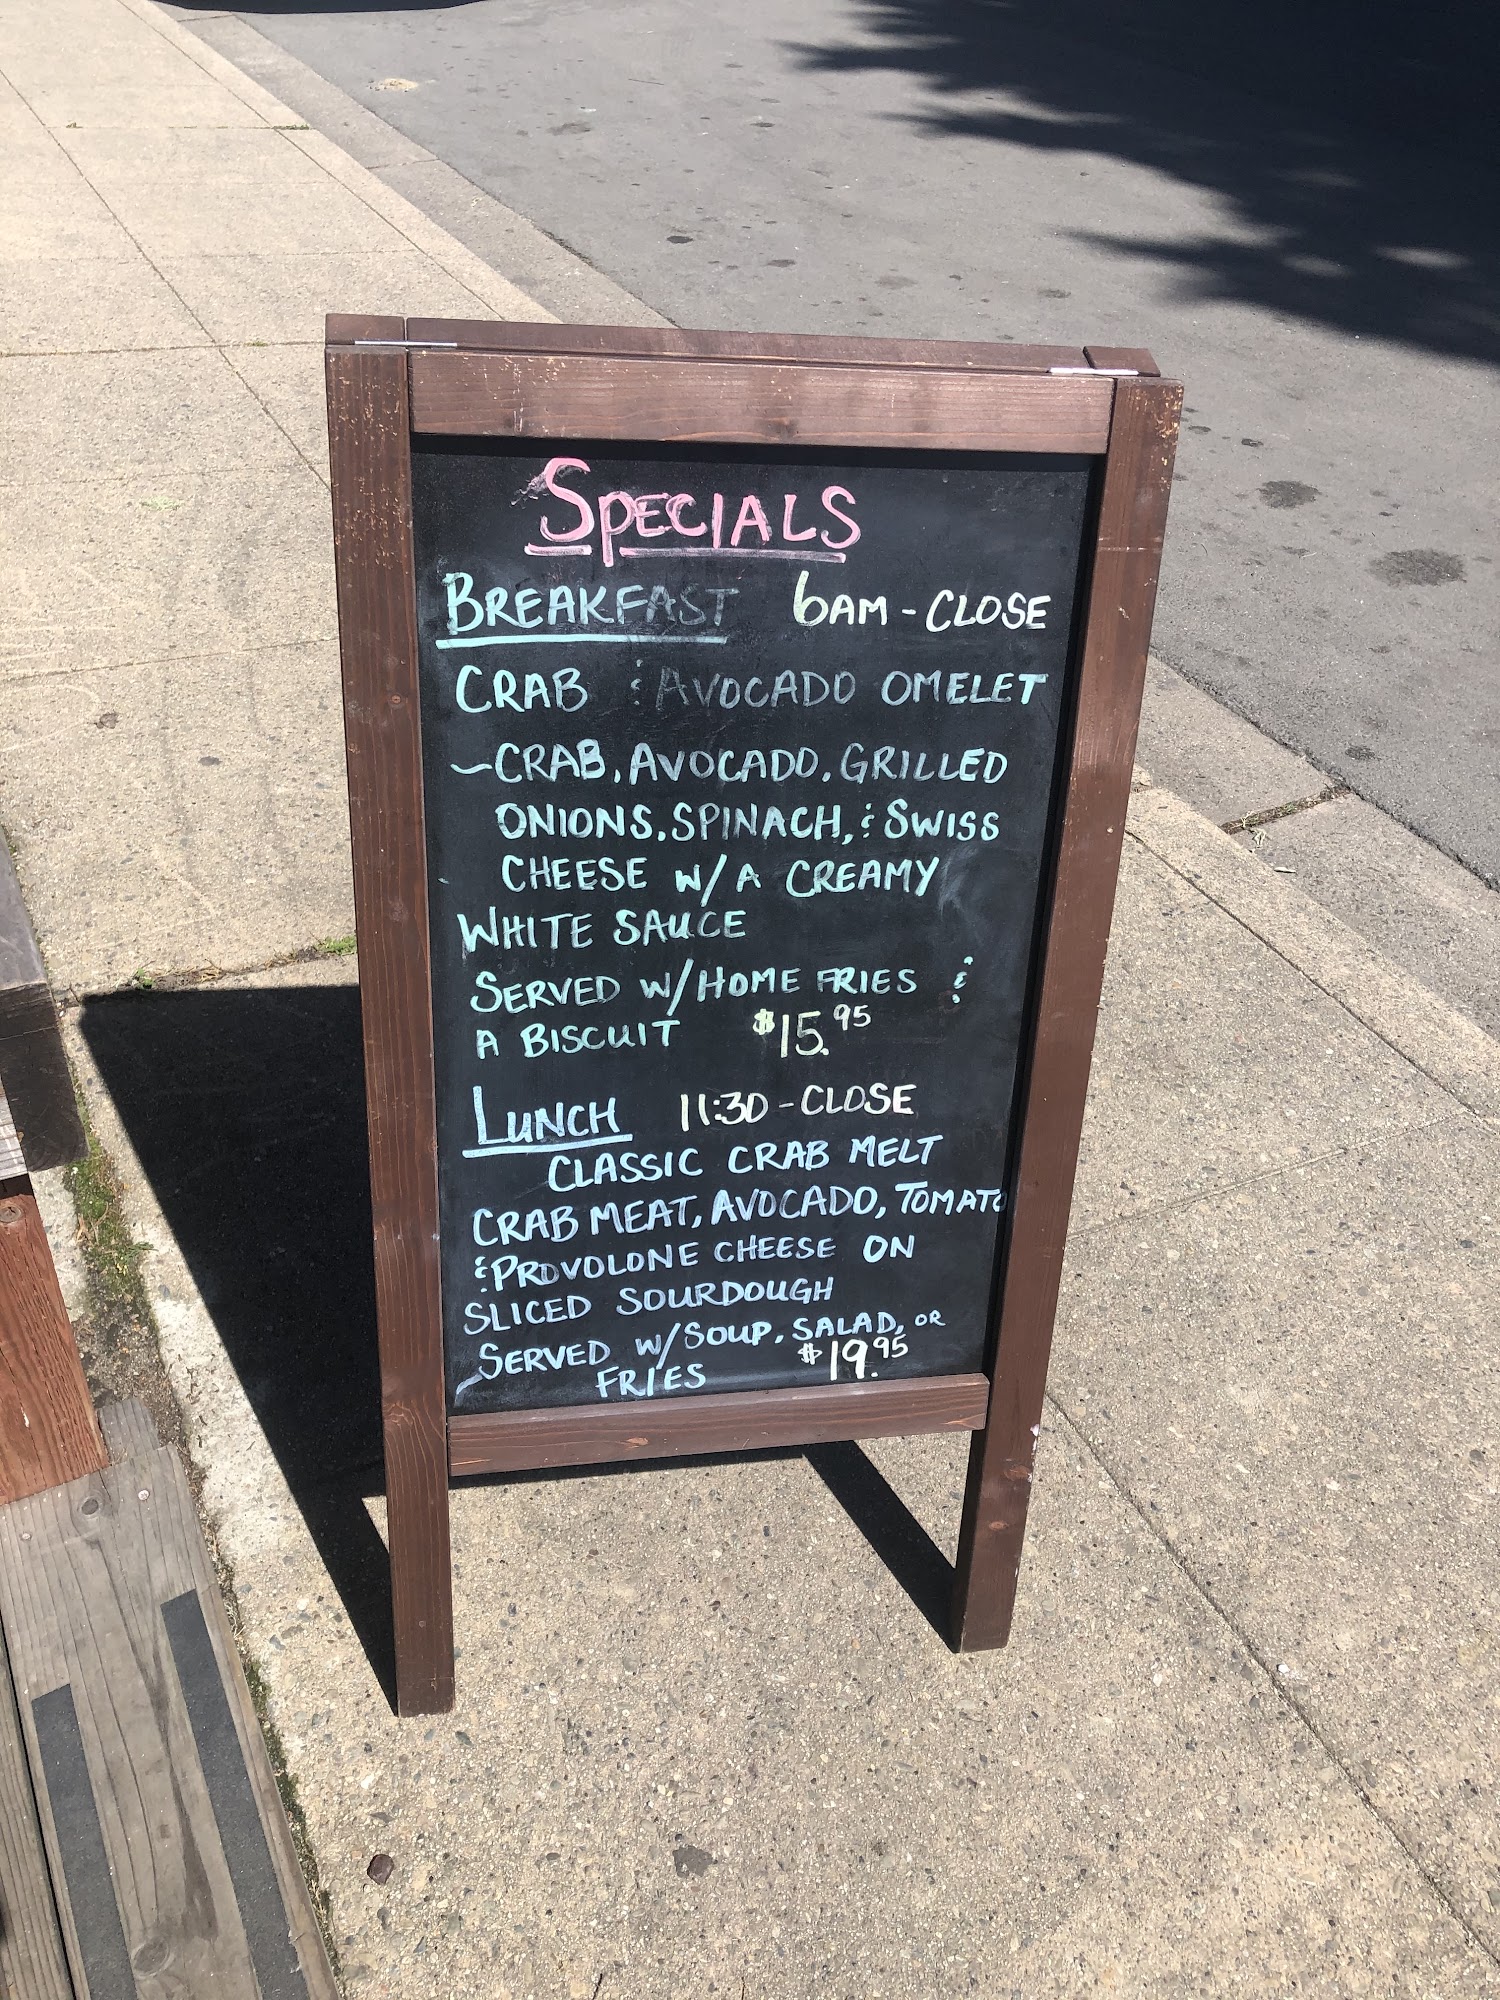 SPECIALS
BREAKFAST 6AM - CLOSE
CRAB & AVOCADO OMELET
~CRAB, AVOCADO, GRILLED
ONIONS, SPINACH, & SWISS
CHEESE W/ A CREAMY
WHITE SAUCE
SERVED W/ HOME FRIES &
A BISCUIT $15.95
LUNCH 11:30 - CLOSE
CLASSIC CRAB MELT
CRAB MEAT, AVOCADO, TOMATO
& PROVOLONE CHEESE ON
SLICED SOURDOUGH
SERVED W/ SOUP, SALAD, OR
FRIES $19.95